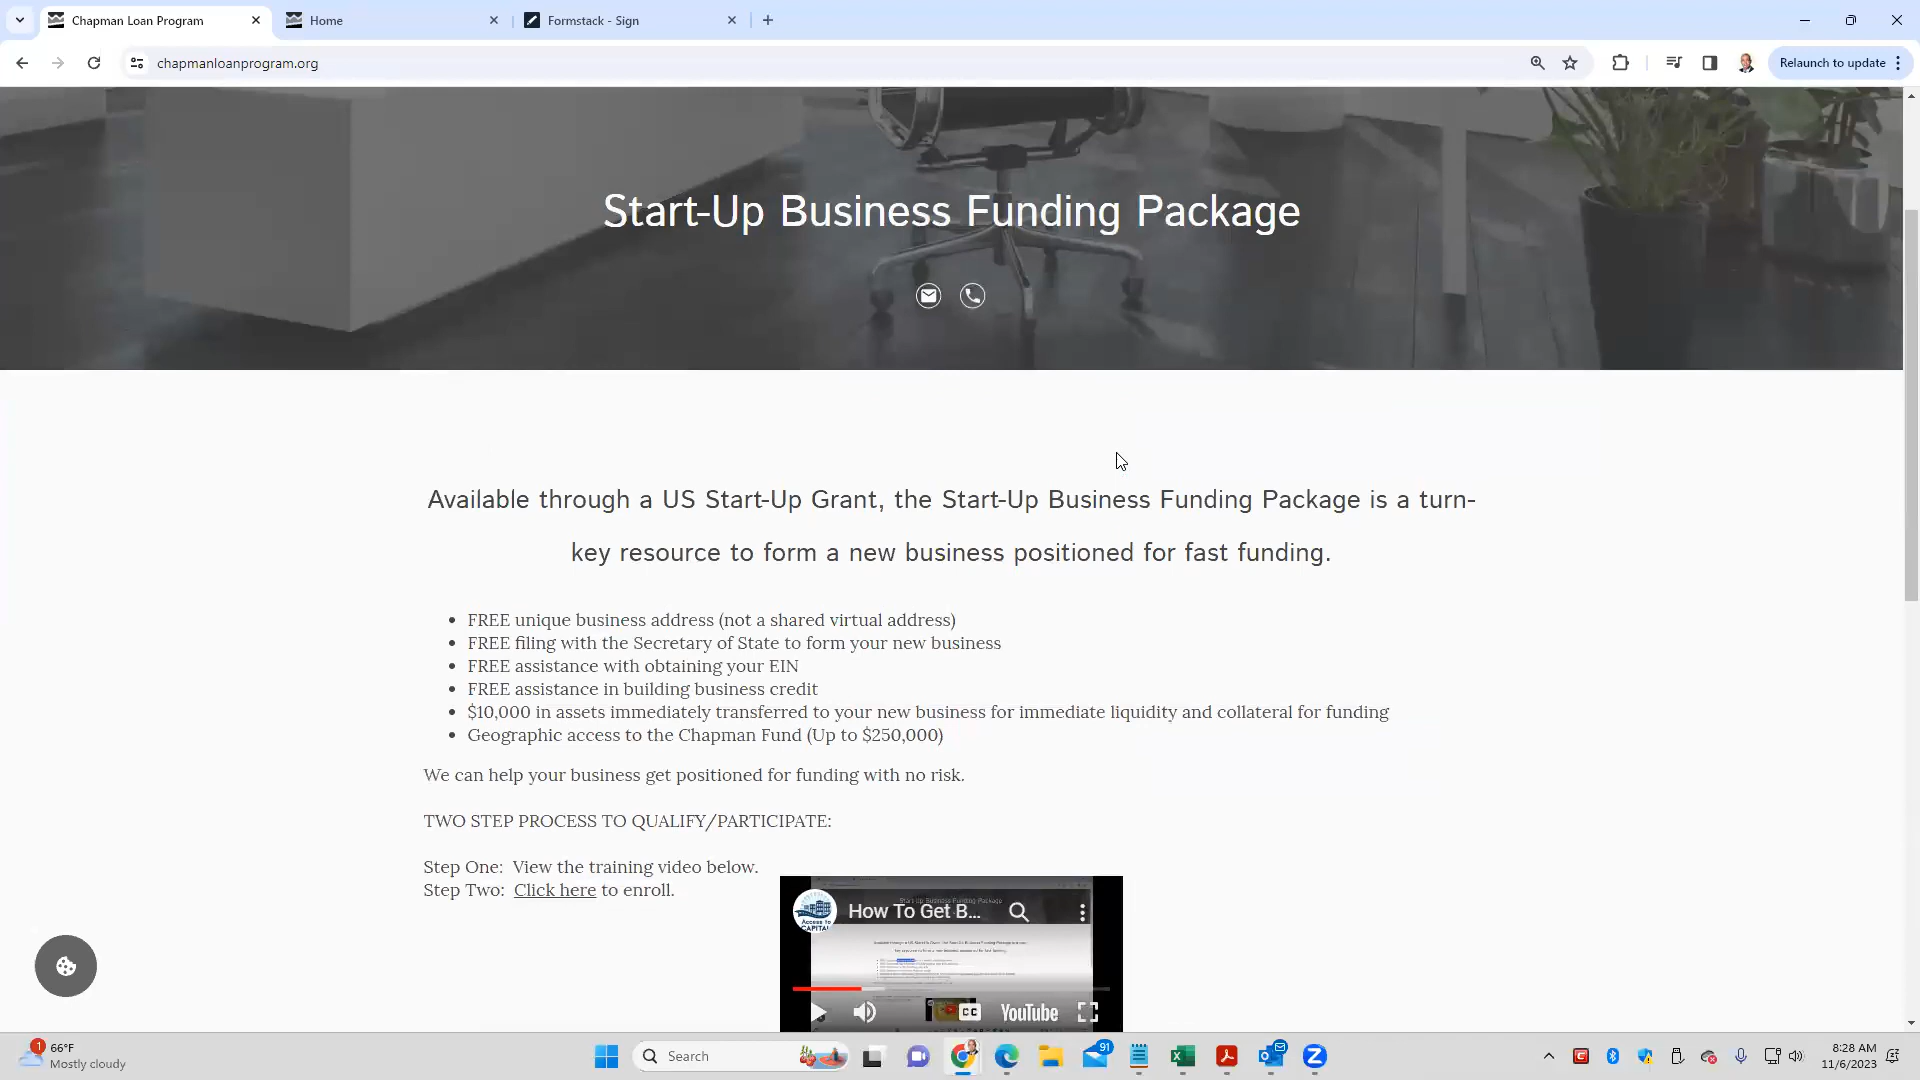 Chapman Loan Program
Home
Formstack - Sign
chapmanloanprogram.org
Relaunch to update
Start-Up Business Funding Package
Available through a US Start-Up Grant, the Start-Up Business Funding Package is a turn-
key resource to form a new business positioned for fast funding.
• FREE unique business address (not a shared virtual address)
• FREE filing with the Secretary of State to form your new business
• FREE assistance with obtaining your EIN
• FREE assistance in building business credit
• $10,000 in assets immediately transferred to your new business for immediate liquidity and collateral for funding
• Geographic access to the Chapman Fund (Up to $250,000)
We can help your business get positioned for funding with no risk.
TWO STEP PROCESS TO QUALIFY/PARTICIPATE:
Step One: View the training video below.
Step Two: Click here to enroll.
Access to
CAPITAL
How To Get B...
CC
YouTube
1
66°F
Mostly cloudy
Search
91
8:28 AM
11/6/2023